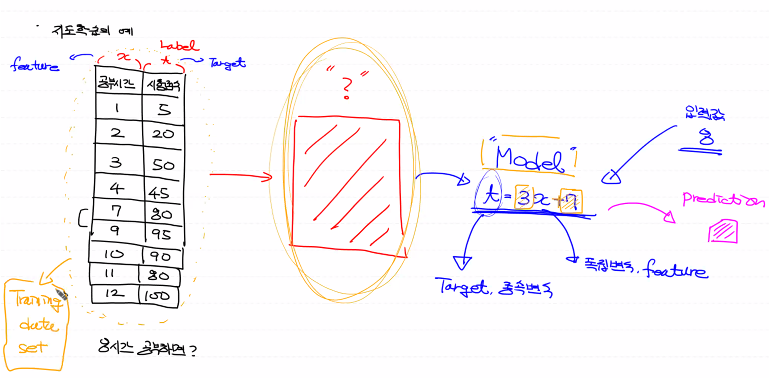 · 지도학습의 예
Label
feature x t Target
공부시간 시험점수
1 5
2 20
3 50
4 45
7 80
9 95
10 90
11 80
12 100
8시간 공부하면?
Training
data
set
"?"
"Model"
t = 3x + 7
Target, 종속변수
독립변수, feature
입력값
8
prediction